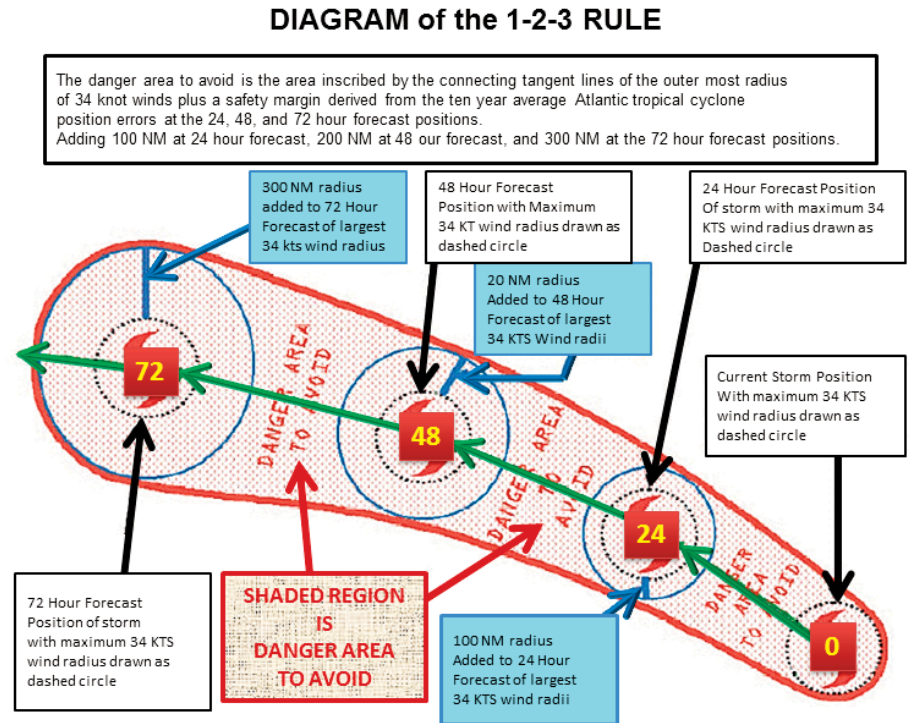 DIAGRAM of the 1-2-3 RULE
The danger area to avoid is the area inscribed by the connecting tangent lines of the outer most radius
of 34 knot winds plus a safety margin derived from the ten year average Atlantic tropical cyclone
position errors at the 24, 48, and 72 hour forecast positions.
Adding 100 NM at 24 hour forecast, 200 NM at 48 our forecast, and 300 NM at the 72 hour forecast positions.
300 NM radius
added to 72 Hour
Forecast of largest
34 kts wind radius
48 Hour Forecast
Position with Maximum
34 KT wind radius drawn as
dashed circle
24 Hour Forecast Position
Of storm with maximum 34
KTS wind radius drawn as
Dashed circle
20 NM radius
Added to 48 Hour
Forecast of largest
34 KTS Wind radii
Current Storm Position
With maximum 34 KTS
wind radius drawn as
dashed circle
72
DANGER AREA
TO AVOID
48
DANGER AREA
TO
AVOID
24
DANGER
AREA
TO AVOID
0
72 Hour Forecast
Position of storm
with maximum 34 KTS
wind radius drawn as
dashed circle
SHADED REGION
IS
DANGER AREA
TO AVOID
100 NM radius
Added to 24 Hour
Forecast of largest
34 KTS wind radii